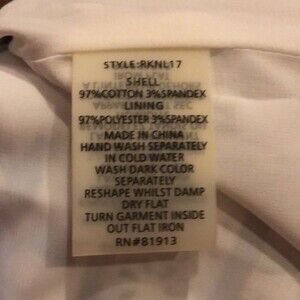 STYLE:RKNL17
SHELL
97%COTTON 3%SPANDEX
LINING
97%POLYESTER 3%SPANDEX
MADE IN CHINA
HAND WASH SEPARATELY
IN COLD WATER
WASH DARK COLOR
SEPARATELY
RESHAPE WHILST DAMP
DRY FLAT
TURN GARMENT INSIDE
OUT FLAT IRON
RN#81913